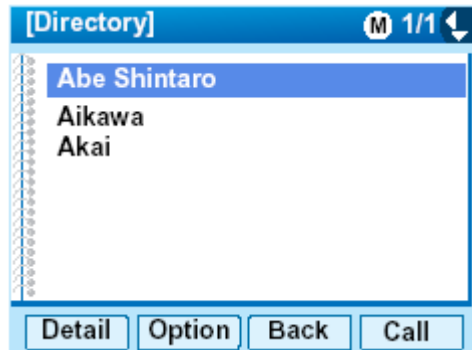 [Directory] M 1/1
Abe Shintaro
Aikawa
Akai
Detail Option Back Call